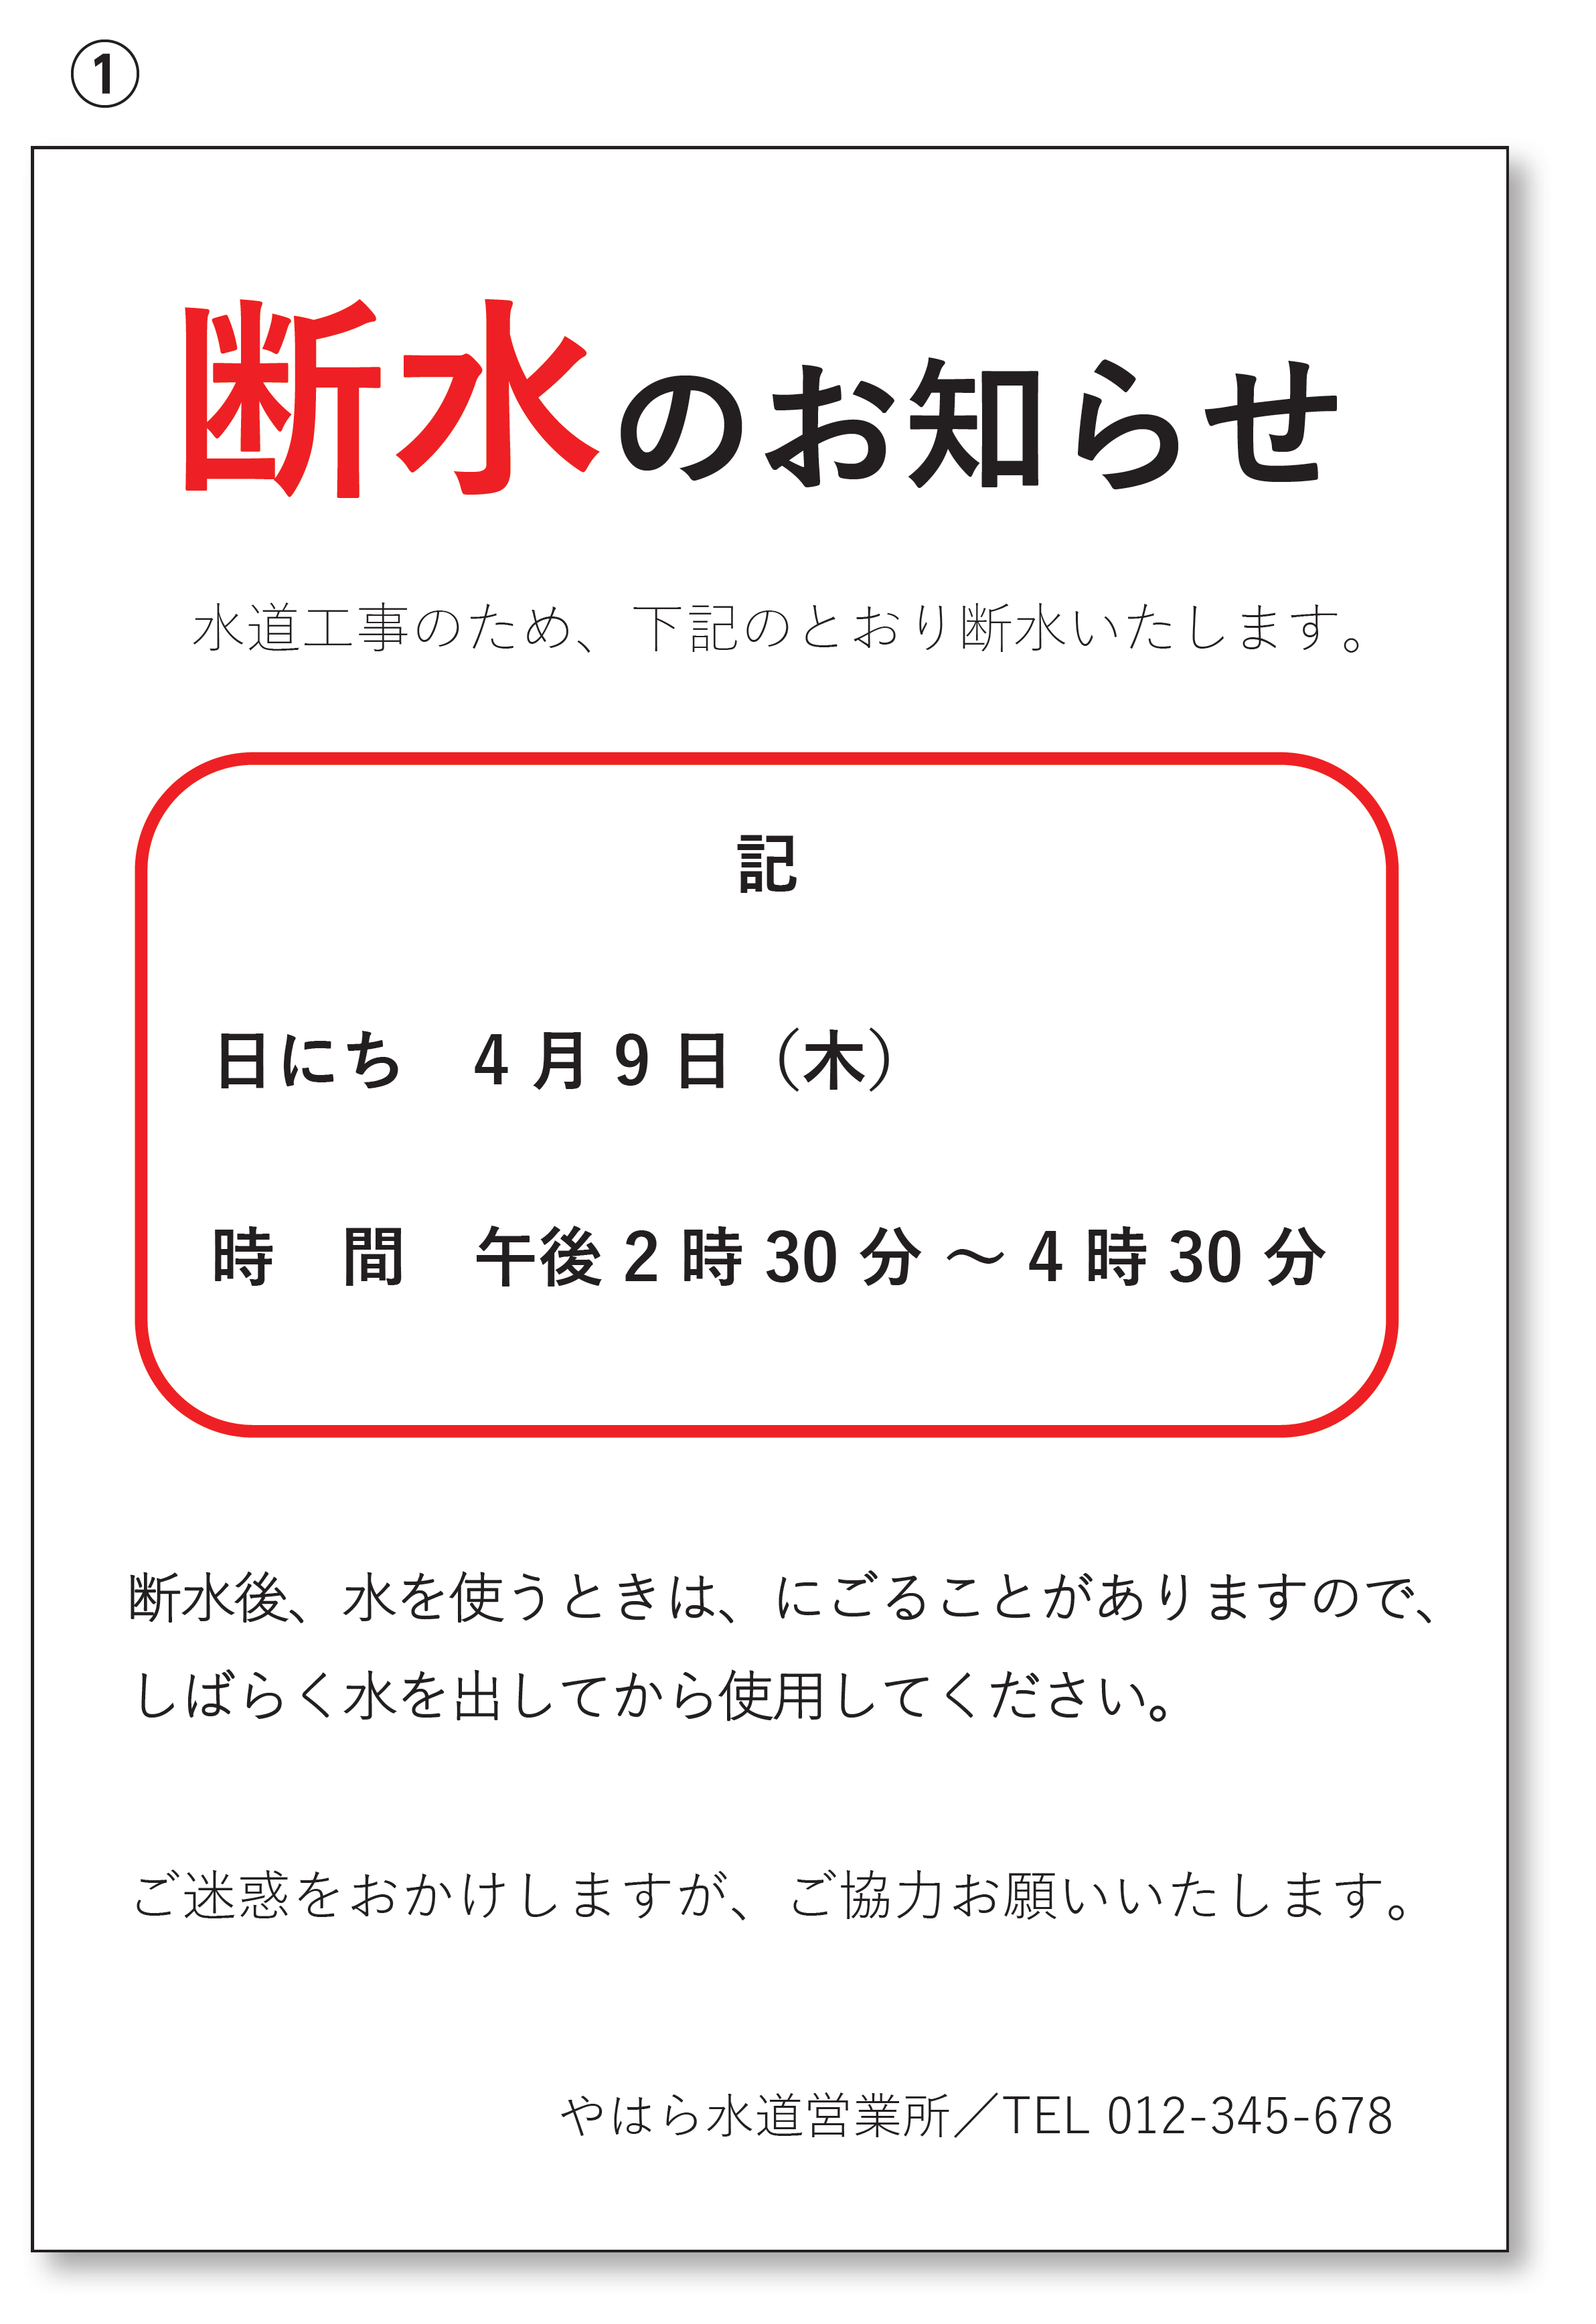 ①
断水のお知らせ
水道工事のため、下記のとおり断水いたします。
記
日にち　4 月 9 日（木）
時　間　午後 2 時 30 分 〜 4 時 30 分
断水後、水を使うときは、にごることがありますので、
しばらく水を出してから使用してください。
ご迷惑をおかけしますが、ご協力お願いいたします。
やはら水道営業所／TEL 012-345-678